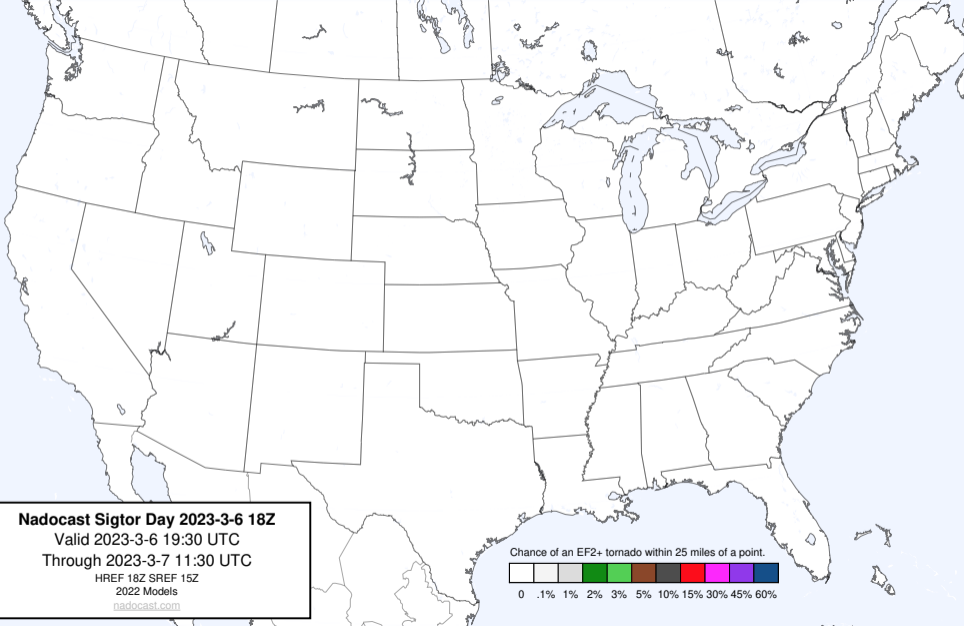 Nadocast Sigtor Day 2023-3-6 18Z
Valid 2023-3-6 19:30 UTC
Through 2023-3-7 11:30 UTC
HREF 18Z SREF 15Z
2022 Models
nadocast.com
Chance of an EF2+ tornado within 25 miles of a point.
0 .1% 1% 2% 3% 5% 10% 15% 30% 45% 60%